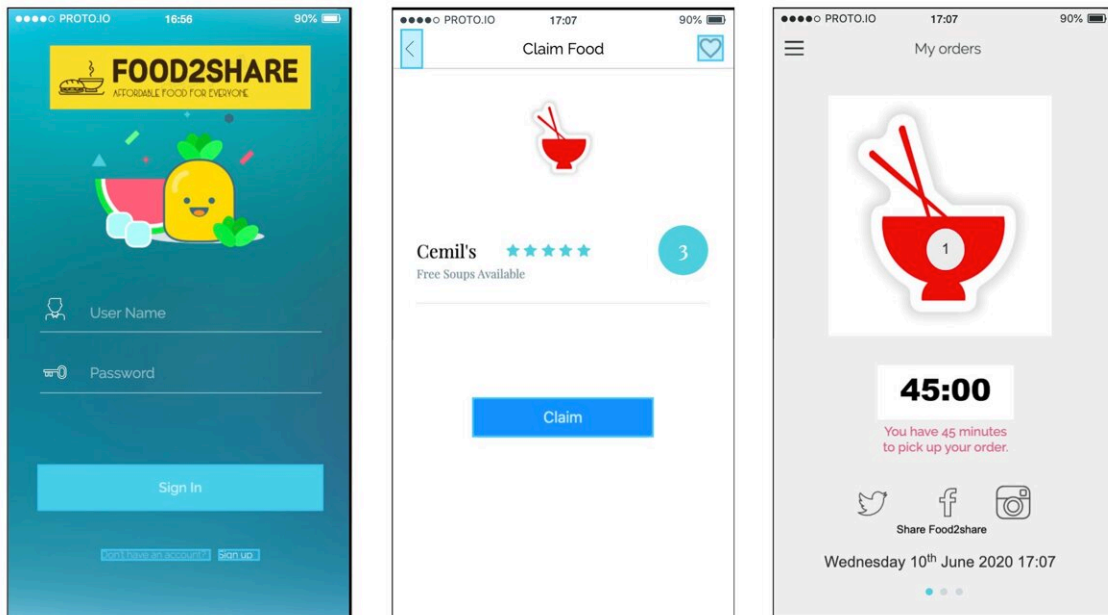 PROTO.IO 16:56 90%
FOOD2SHARE
AFFORDABLE FOOD FOR EVERYONE
User Name
Password
Sign In
Don't have an account? Sign up
PROTO.IO 17:07 90%
Claim Food
Cemil's
3
Free Soups Available
Claim
PROTO.IO 17:07 90%
My orders
1
45:00
You have 45 minutes
to pick up your order.
Share Food2share
Wednesday 10th June 2020 17:07